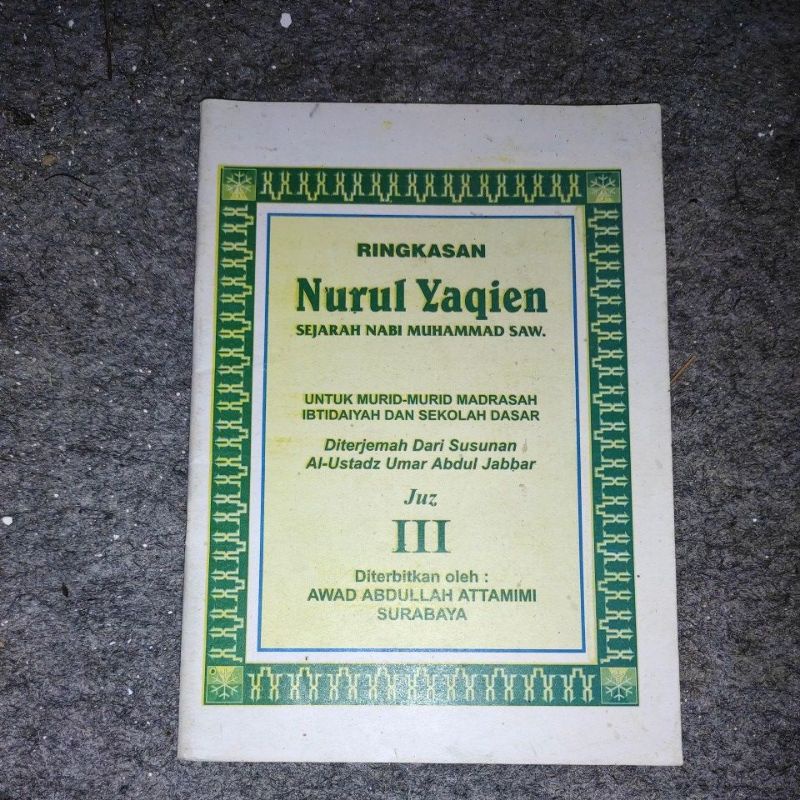 RINGKASAN
Nurul Yaqien
SEJARAH NABI MUHAMMAD SAW.
UNTUK MURID-MURID MADRASAH
IBTIDAIYAH DAN SEKOLAH DASAR
Diterjemah Dari Susunan
Al-Ustadz Umar Abdul Jabbar
Juz
III
Diterbitkan oleh :
AWAD ABDULLAH ATTAMIMI
SURABAYA